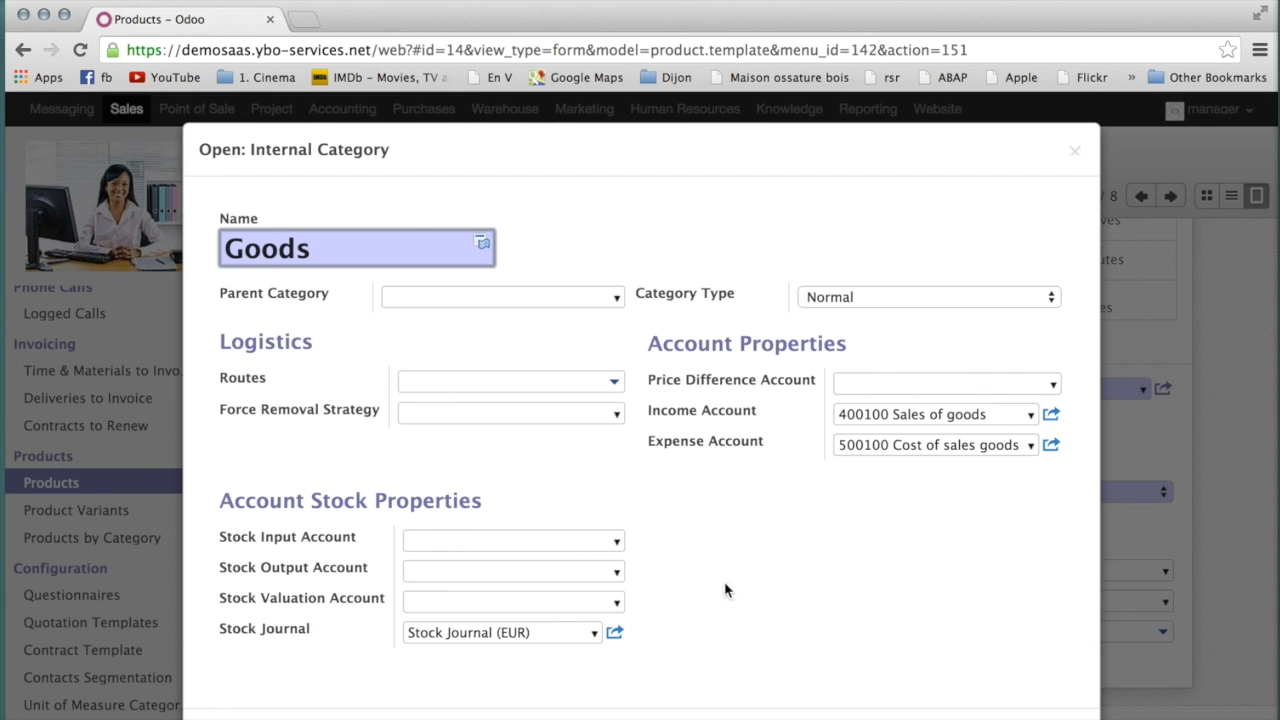 Products – Odoo
https://demosaas.ybo-services.net/web?#id=14&view_type=form&model=product.template&menu_id=142&action=151
Apps fb YouTube 1. Cinema IMDb – Movies, TV a En V Google Maps Dijon Maison ossature bois rsr ABAP Apple Flickr » Other Bookmarks
Messaging Sales Point of Sale Project Accounting Purchases Warehouse Marketing Human Resources Knowledge Reporting Website manager
Open: Internal Category
/ 8
Name
Goods
Parent Category
Category Type Normal
Logistics
Routes
Force Removal Strategy
Account Properties
Price Difference Account
Income Account 400100 Sales of goods
Expense Account 500100 Cost of sales goods
Account Stock Properties
Stock Input Account
Stock Output Account
Stock Valuation Account
Stock Journal Stock Journal (EUR)
Phone Calls
Logged Calls
Invoicing
Time & Materials to Invo
Deliveries to Invoice
Contracts to Renew
Products
Products
Product Variants
Products by Category
Configuration
Questionnaires
Quotation Templates
Contract Template
Contacts Segmentation
Unit of Measure Categor